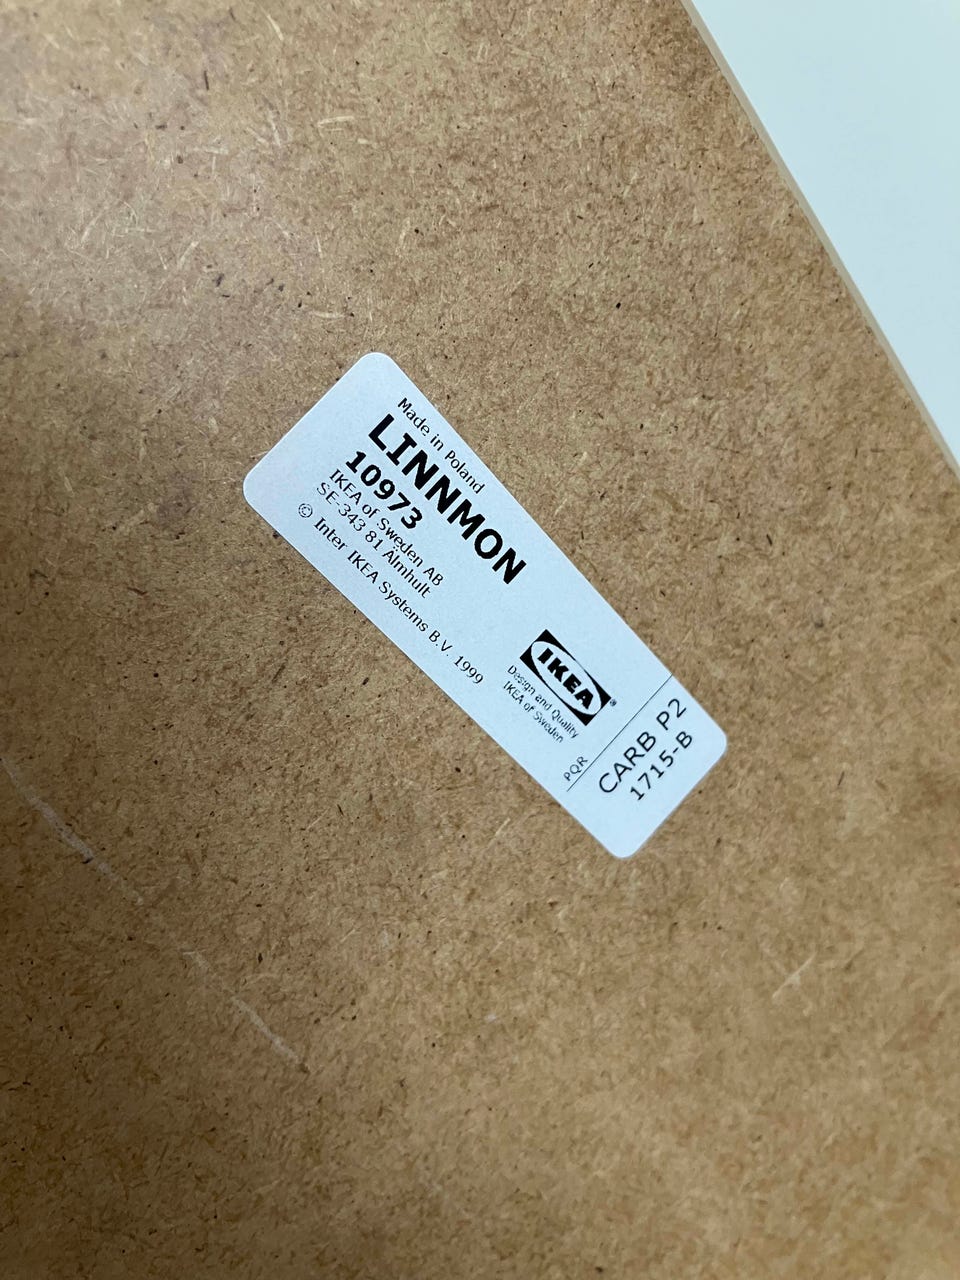 Made in Poland
LINNMON
10973
IKEA of Sweden AB
SE-343 81 Älmhult
© Inter IKEA Systems B.V. 1999
IKEA®
Design and Quality
IKEA of Sweden
PQR
CARB P2
1715-B